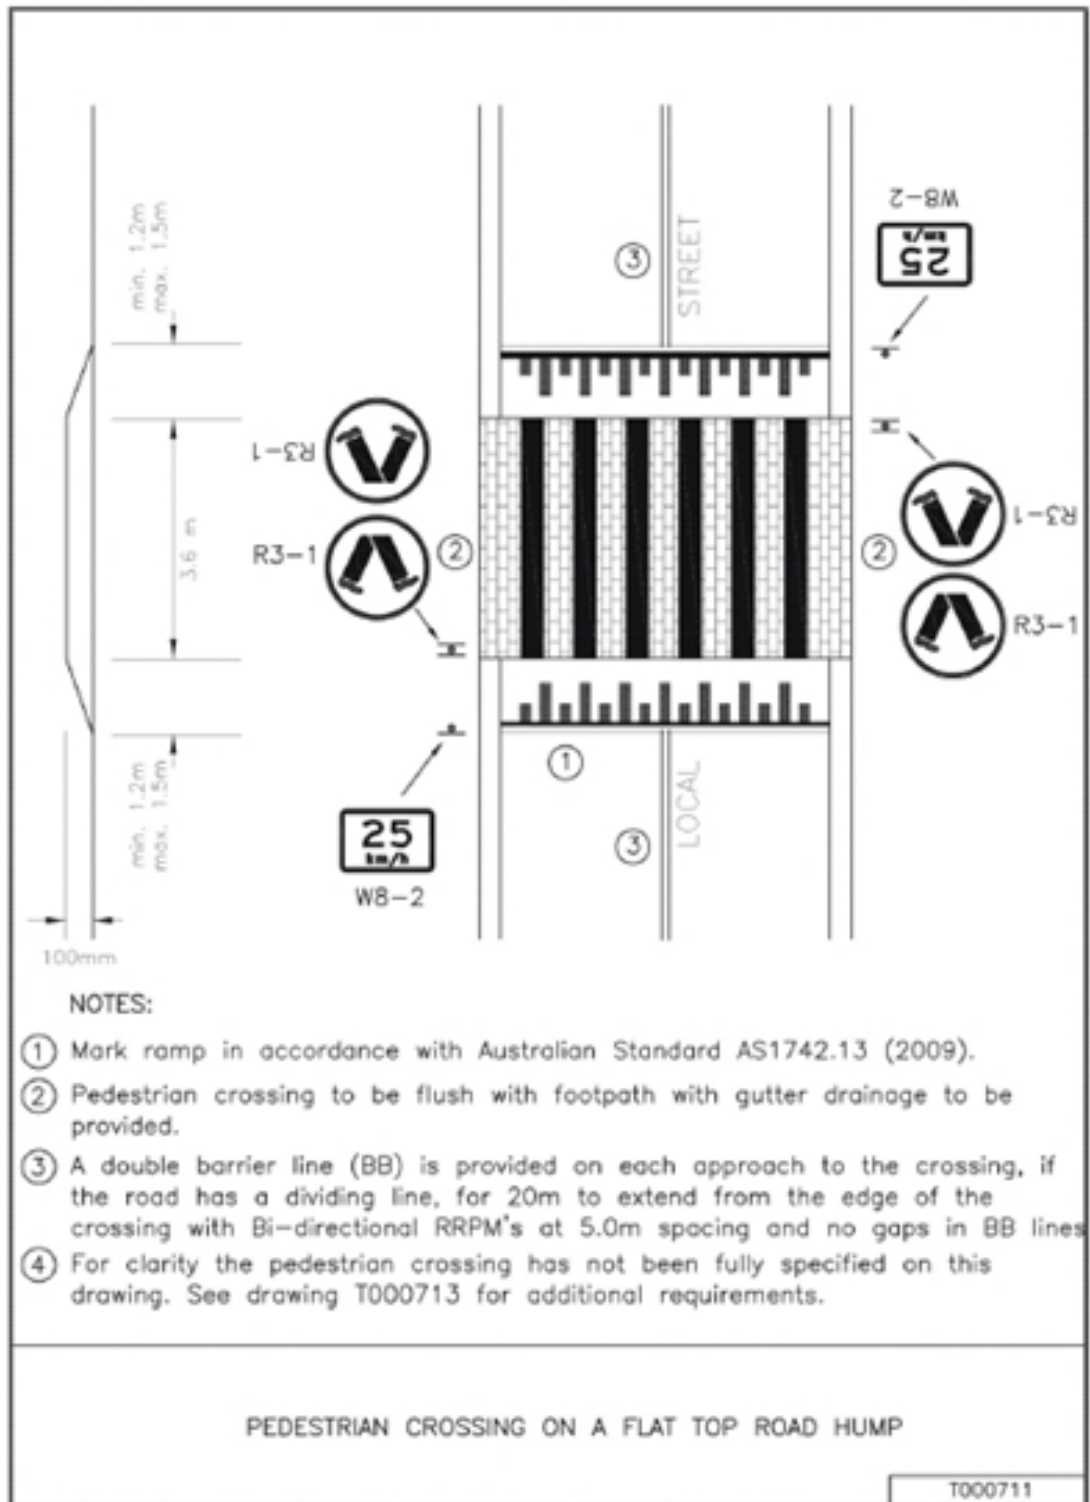 min. 1.2m
max. 1.5m
STREET
W8-2
25
km/h
R3-1
R3-1
3.6 m
2
2
3
R3-1
R3-1
1
min. 1.2m
max. 1.5m
LOCAL
3
25
km/h
W8-2
100mm
NOTES:
1 Mark ramp in accordance with Australian Standard AS1742.13 (2009).
2 Pedestrian crossing to be flush with footpath with gutter drainage to be
provided.
3 A double barrier line (BB) is provided on each approach to the crossing, if
the road has a dividing line, for 20m to extend from the edge of the
crossing with Bi-directional RRPM's at 5.0m spacing and no gaps in BB lines
4 For clarity the pedestrian crossing has not been fully specified on this
drawing. See drawing T000713 for additional requirements.
PEDESTRIAN CROSSING ON A FLAT TOP ROAD HUMP
T000711